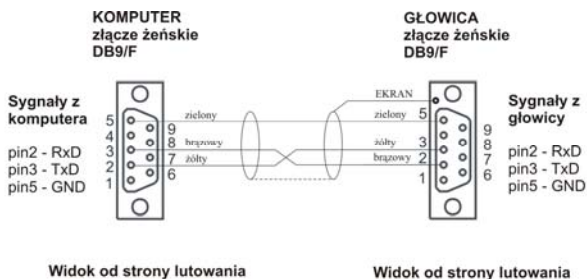 KOMPUTER
złącze żeńskie
DB9/F
GŁOWICA
złącze żeńskie
DB9/F
EKRAN
Sygnały z
komputera
pin2 - RxD
pin3 - TxD
pin5 - GND
5
4
3
2
1
9
8
7
6
zielony
brązowy
żółty
zielony
żółty
brązowy
5
3
2
1
9
8
7
6
Sygnały z
głowicy
pin2 - RxD
pin3 - TxD
pin5 - GND
Widok od strony lutowania
Widok od strony lutowania